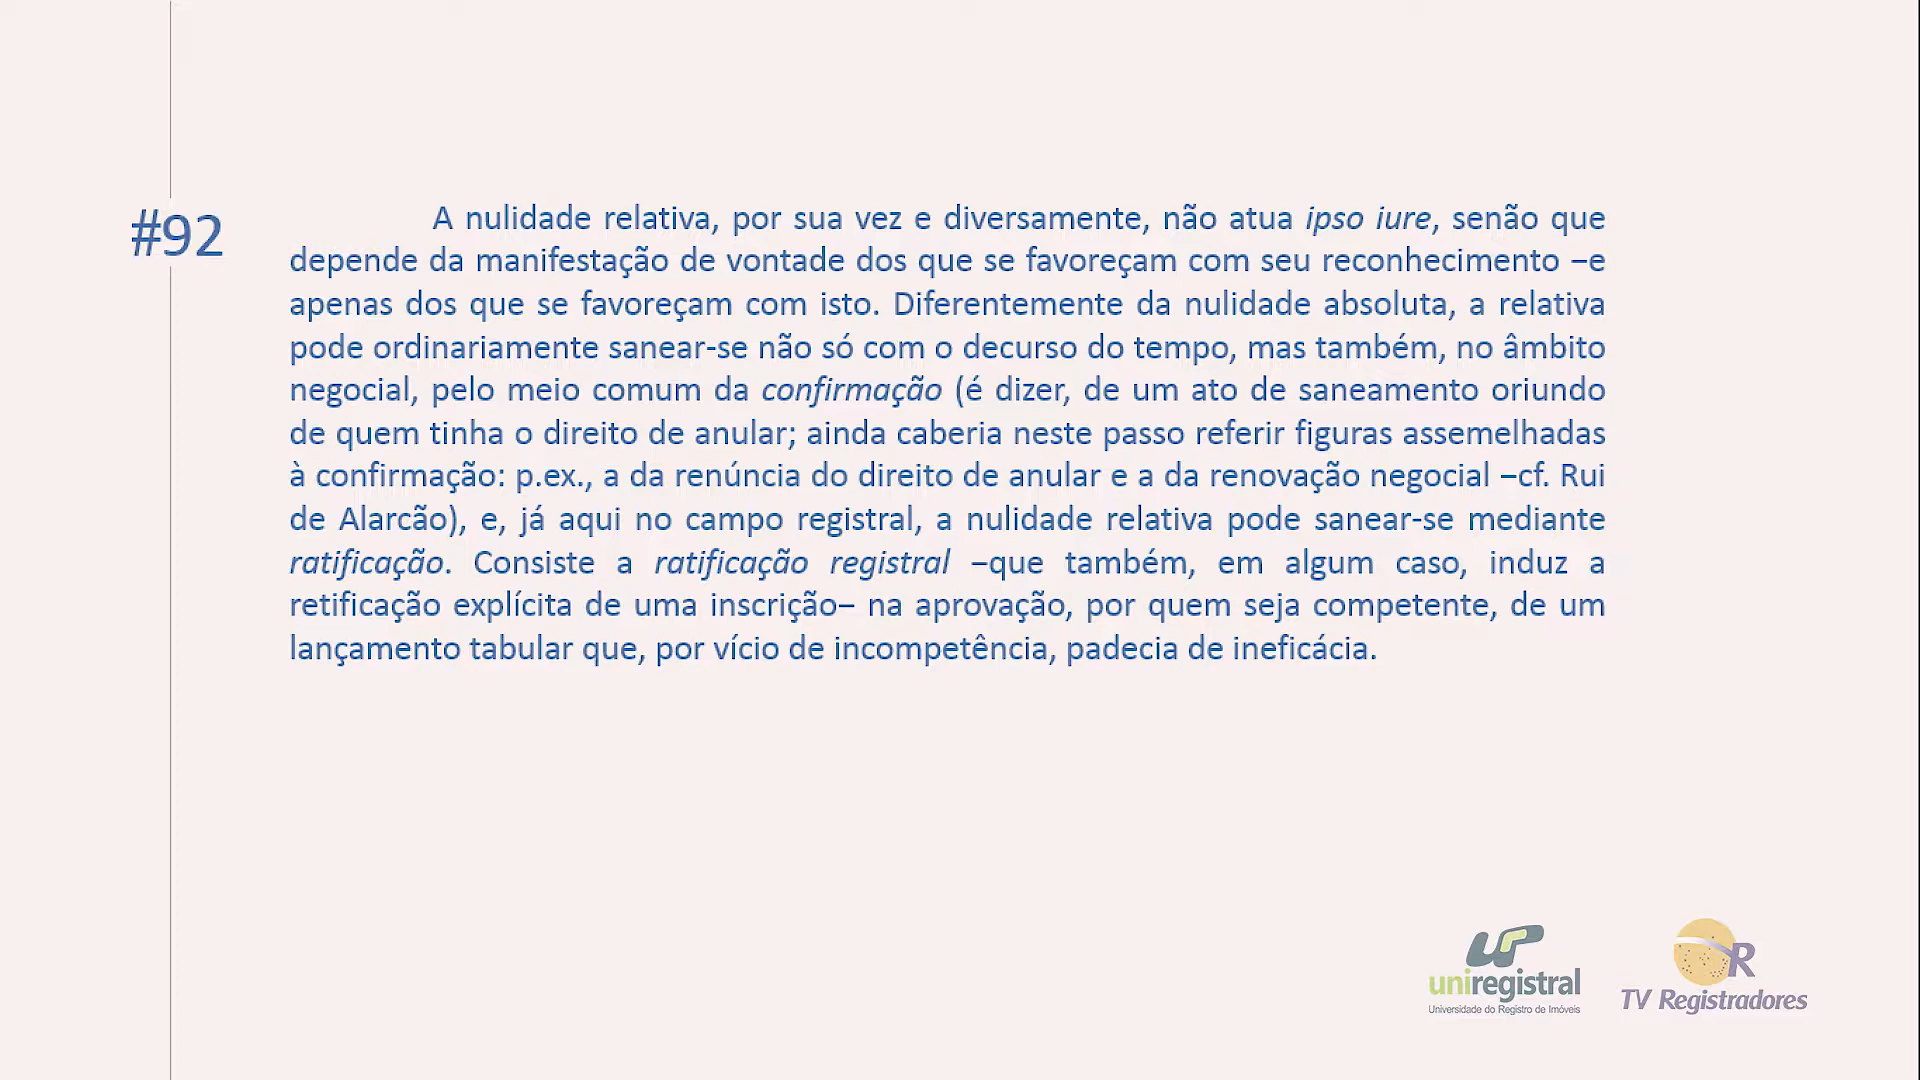 #92
A nulidade relativa, por sua vez e diversamente, não atua ipso iure, senão que
depende da manifestação de vontade dos que se favoreçam com seu reconhecimento –e
apenas dos que se favoreçam com isto. Diferentemente da nulidade absoluta, a relativa
pode ordinariamente sanear-se não só com o decurso do tempo, mas também, no âmbito
negocial, pelo meio comum da confirmação (é dizer, de um ato de saneamento oriundo
de quem tinha o direito de anular; ainda caberia neste passo referir figuras assemelhadas
à confirmação: p.ex., a da renúncia do direito de anular e a da renovação negocial –cf. Rui
de Alarcão), e, já aqui no campo registral, a nulidade relativa pode sanear-se mediante
ratificação. Consiste a ratificação registral –que também, em algum caso, induz a
retificação explícita de uma inscrição– na aprovação, por quem seja competente, de um
lançamento tabular que, por vício de incompetência, padecia de ineficácia.
uniregistral
Universidade do Registro de Imóveis
R
TV Registradores